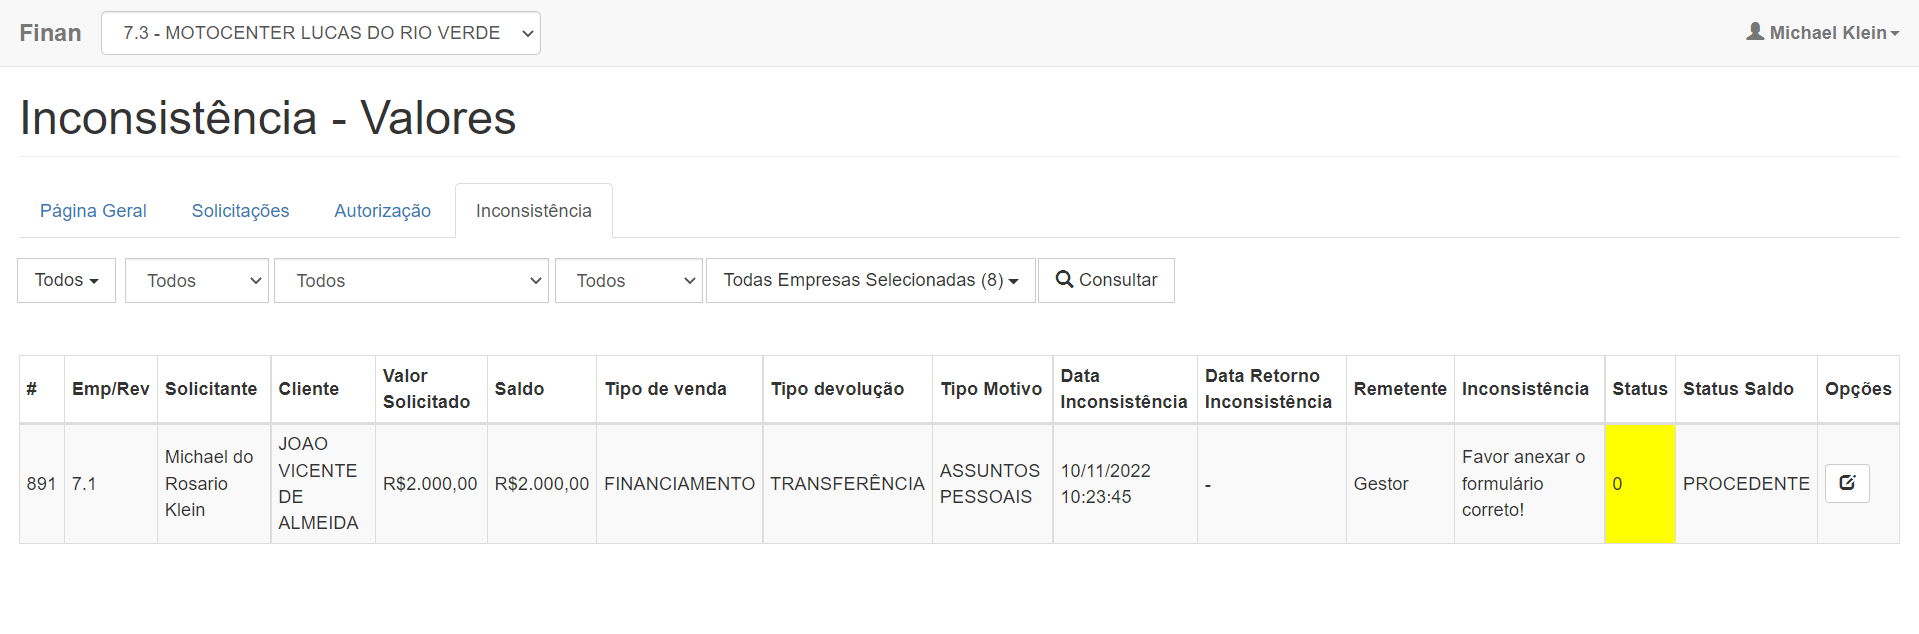 Finan
7.3 - MOTOCENTER LUCAS DO RIO VERDE
Michael Klein
Inconsistência - Valores
Página Geral
Solicitações
Autorização
Inconsistência
Todos
Todos
Todos
Todos
Todas Empresas Selecionadas (8)
Consultar
#
Emp/Rev
Solicitante
Cliente
Valor
Solicitado
Saldo
Tipo de venda
Tipo devolução
Tipo Motivo
Data
Inconsistência
Data Retorno
Inconsistência
Remetente
Inconsistência
Status
Status Saldo
Opções
891
7.1
Michael do
Rosario
Klein
JOAO
VICENTE
DE
ALMEIDA
R$2.000,00
R$2.000,00
FINANCIAMENTO
TRANSFERÊNCIA
ASSUNTOS
PESSOAIS
10/11/2022
10:23:45
-
Gestor
Favor anexar o
formulário
correto!
0
PROCEDENTE